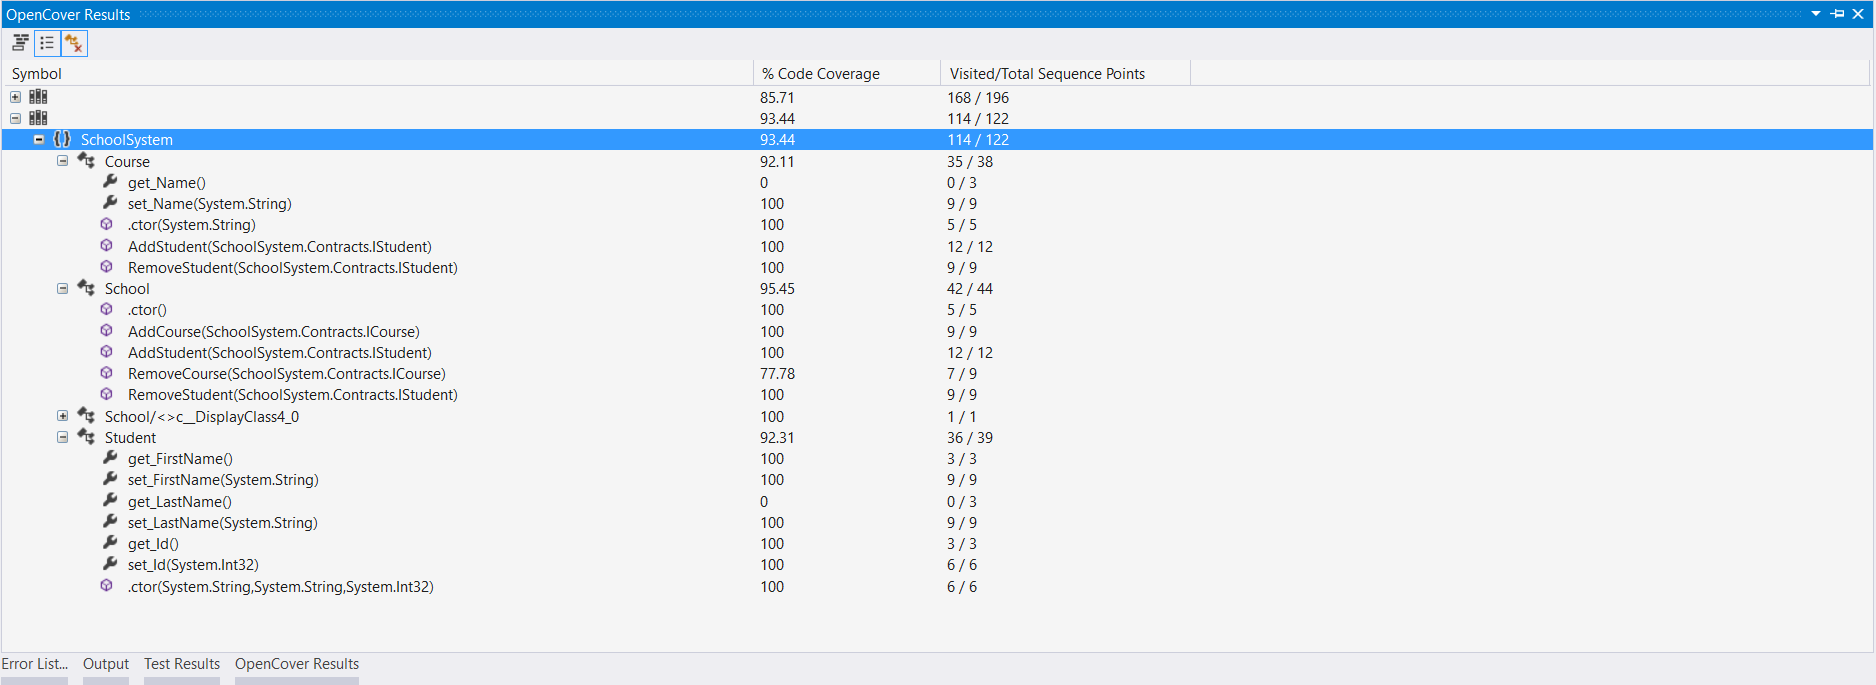 OpenCover Results
Symbol % Code Coverage Visited/Total Sequence Points
85.71 168 / 196
93.44 114 / 122
SchoolSystem 93.44 114 / 122
Course 92.11 35 / 38
get_Name() 0 0 / 3
set_Name(System.String) 100 9 / 9
.ctor(System.String) 100 5 / 5
AddStudent(SchoolSystem.Contracts.IStudent) 100 12 / 12
RemoveStudent(SchoolSystem.Contracts.IStudent) 100 9 / 9
School 95.45 42 / 44
.ctor() 100 5 / 5
AddCourse(SchoolSystem.Contracts.ICourse) 100 9 / 9
AddStudent(SchoolSystem.Contracts.IStudent) 100 12 / 12
RemoveCourse(SchoolSystem.Contracts.ICourse) 77.78 7 / 9
RemoveStudent(SchoolSystem.Contracts.IStudent) 100 9 / 9
School/<>c__DisplayClass4_0 100 1 / 1
Student 92.31 36 / 39
get_FirstName() 100 3 / 3
set_FirstName(System.String) 100 9 / 9
get_LastName() 0 0 / 3
set_LastName(System.String) 100 9 / 9
get_Id() 100 3 / 3
set_Id(System.Int32) 100 6 / 6
.ctor(System.String,System.String,System.Int32) 100 6 / 6
Error List... Output Test Results OpenCover Results